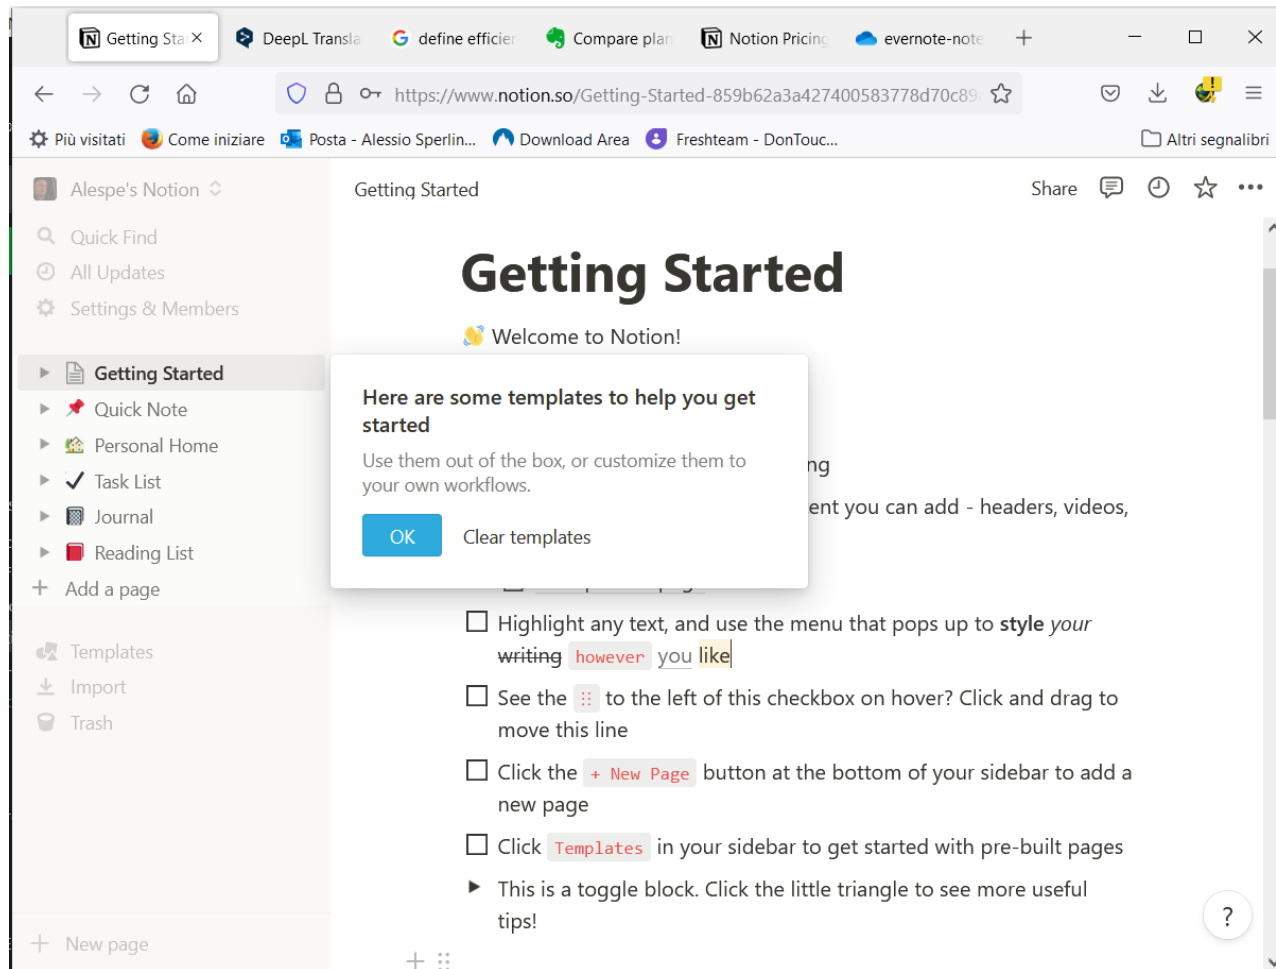 Getting Sta
DeepL Transla
define efficien
Compare plan
Notion Pricing
evernote-note
https://www.notion.so/Getting-Started-859b62a3a427400583778d70c89
Più visitati
Come iniziare
Posta - Alessio Sperlin...
Download Area
Freshteam - DonTouc...
Altri segnalibri
Alespe's Notion
Getting Started
Share
Quick Find
All Updates
Settings & Members
Getting Started
Quick Note
Personal Home
Task List
Journal
Reading List
Add a page
Templates
Import
Trash
New page
Getting Started
👋 Welcome to Notion!
Here are some templates to help you get
started
Use them out of the box, or customize them to
your own workflows.
OK
Clear templates
ent you can add - headers, videos,
Highlight any text, and use the menu that pops up to style your
writing however you like
See the ⠿ to the left of this checkbox on hover? Click and drag to
move this line
Click the + New Page button at the bottom of your sidebar to add a
new page
Click Templates in your sidebar to get started with pre-built pages
This is a toggle block. Click the little triangle to see more useful
tips!
?